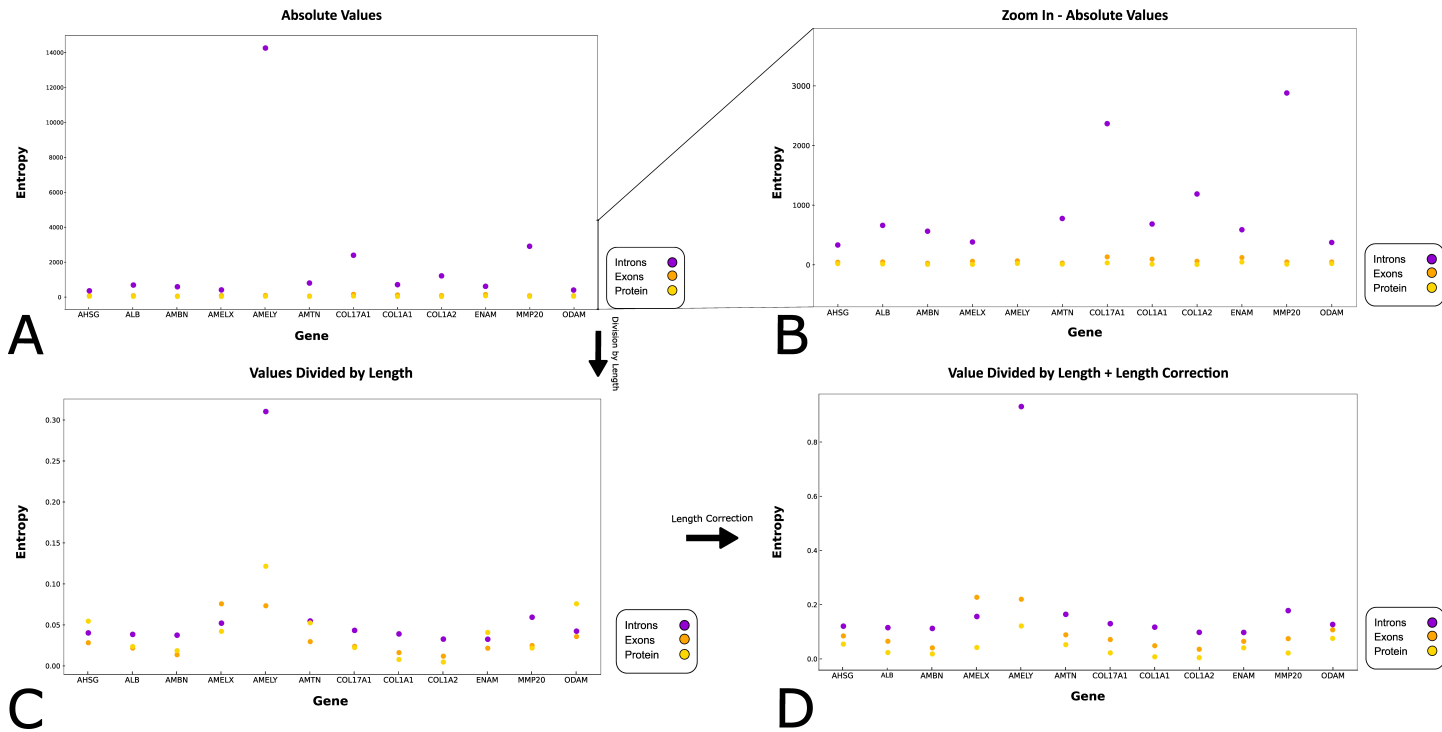 Absolute Values
Entropy
14000
12000
10000
8000
6000
4000
2000
0
AHSG ALB AMBN AMELX AMELY AMTN COL17A1 COL1A1 COL1A2 ENAM MMP20 ODAM
Gene
Introns
Exons
Protein
A
Zoom In - Absolute Values
Entropy
3000
2000
1000
0
AHSG ALB AMBN AMELX AMELY AMTN COL17A1 COL1A1 COL1A2 ENAM MMP20 ODAM
Gene
Introns
Exons
Protein
B
Division by Length
Values Divided by Length
Entropy
0.30
0.25
0.20
0.15
0.10
0.05
0.00
AHSG ALB AMBN AMELX AMELY AMTN COL17A1 COL1A1 COL1A2 ENAM MMP20 ODAM
Gene
Introns
Exons
Protein
C
Length Correction
Value Divided by Length + Length Correction
Entropy
0.8
0.6
0.4
0.2
0.0
AHSG ALB AMBN AMELX AMELY AMTN COL17A1 COL1A1 COL1A2 ENAM MMP20 ODAM
Gene
Introns
Exons
Protein
D